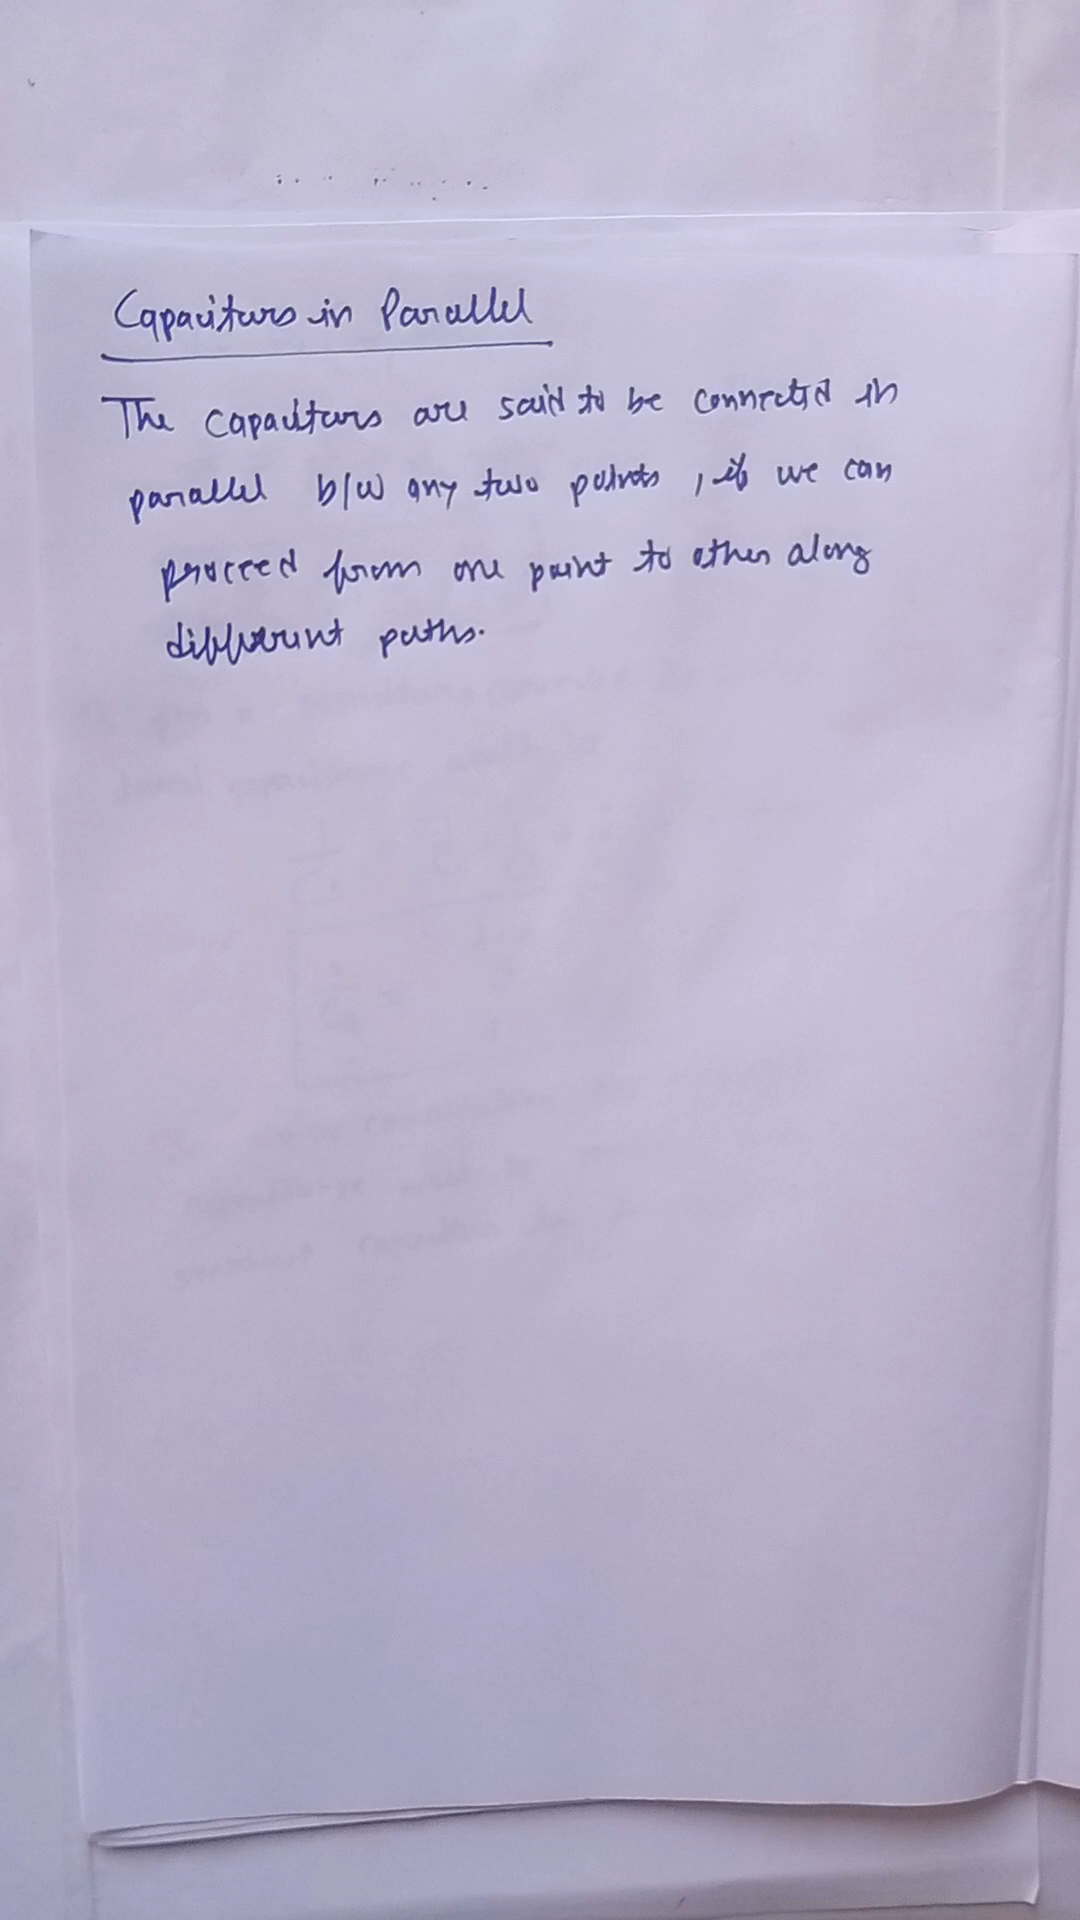 Capacitors in Parallel
The capacitors are said to be connected in
parallel b/w any two points, if we can
proceed from one point to other along
different paths.